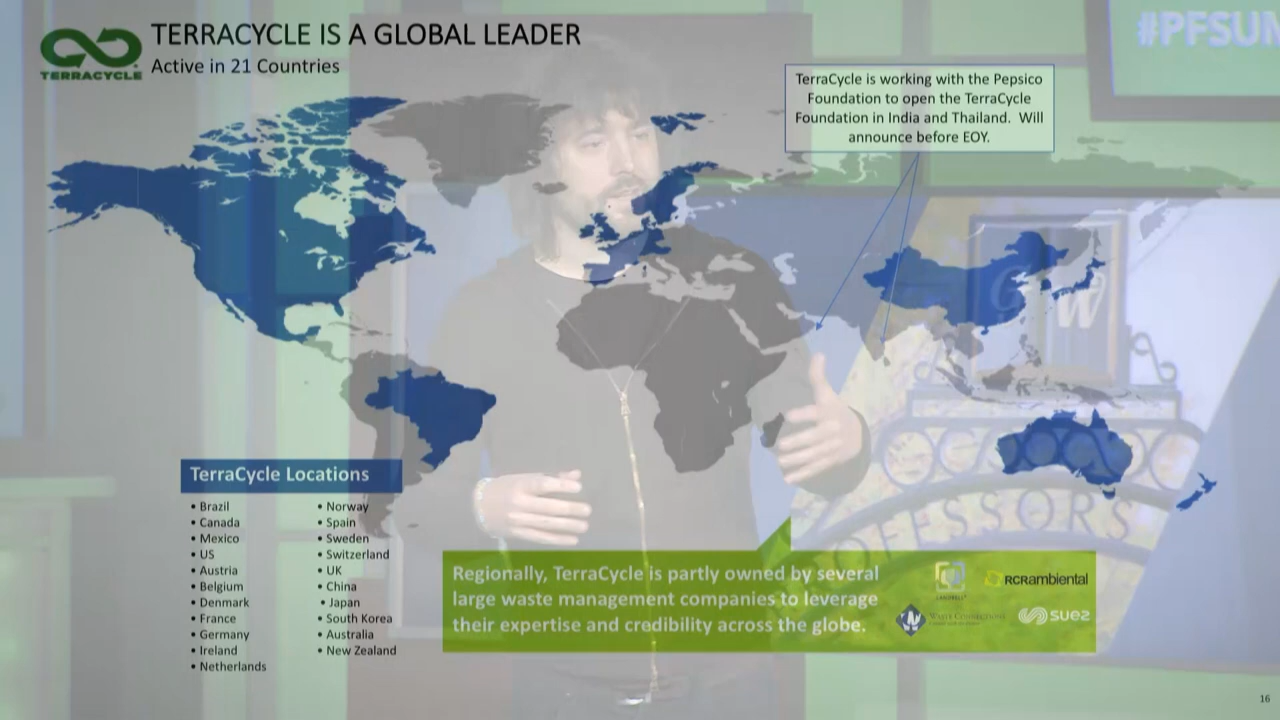 TERRACYCLE IS A GLOBAL LEADER
TERRACYCLE
Active in 21 Countries
#PFSUM
TerraCycle is working with the Pepsico
Foundation to open the TerraCycle
Foundation in India and Thailand. Will
announce before EOY.
G W
TerraCycle Locations
• Brazil
• Canada
• Mexico
• US
• Austria
• Belgium
• Denmark
• France
• Germany
• Ireland
• Netherlands
• Norway
• Spain
• Sweden
• Switzerland
• UK
• China
• Japan
• South Korea
• Australia
• New Zealand
OFESSORS
Regionally, TerraCycle is partly owned by several
large waste management companies to leverage
their expertise and credibility across the globe.
RCRambiental
WASTE CONNECTIONS
suez
16